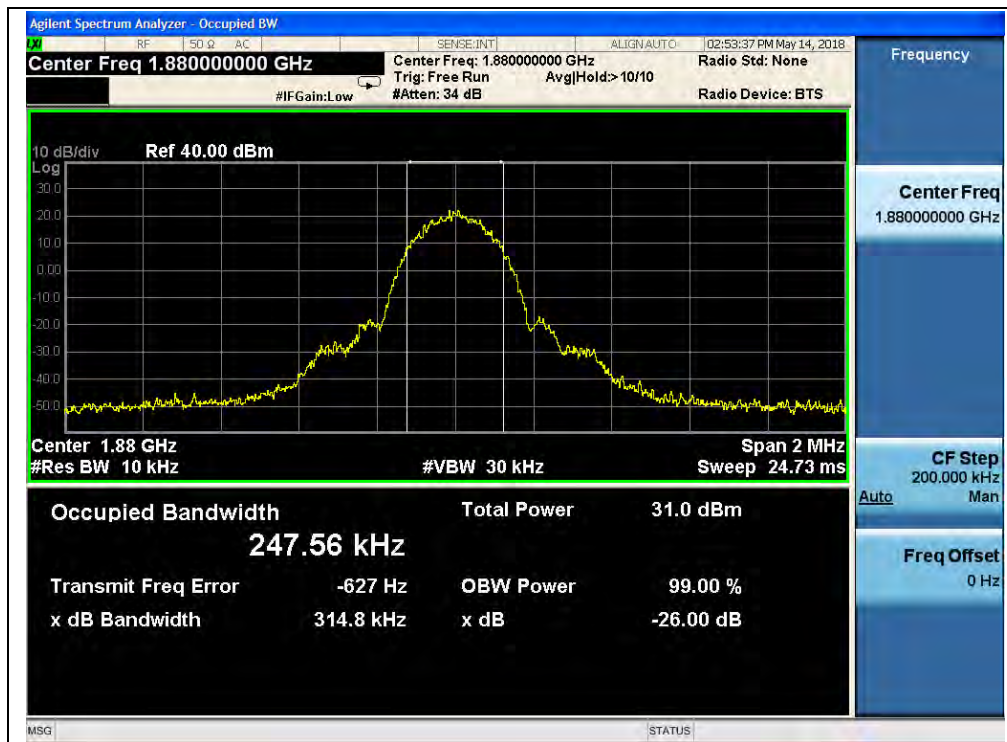 Agilent Spectrum Analyzer - Occupied BW
LXI RF 50 Ω AC SENSE:INT ALIGN AUTO 02:53:37 PM May 14, 2018
Center Freq 1.880000000 GHz
Center Freq: 1.880000000 GHz Radio Std: None
Trig: Free Run Avg|Hold:> 10/10
#IFGain:Low #Atten: 34 dB Radio Device: BTS
10 dB/div Ref 40.00 dBm
Log
30.0
20.0
10.0
0.00
-10.0
-20.0
-30.0
-40.0
-50.0
Center 1.88 GHz Span 2 MHz
#Res BW 10 kHz #VBW 30 kHz Sweep 24.73 ms
Occupied Bandwidth Total Power 31.0 dBm
247.56 kHz
Transmit Freq Error -627 Hz OBW Power 99.00 %
x dB Bandwidth 314.8 kHz x dB -26.00 dB
Frequency
Center Freq
1.880000000 GHz
CF Step
200.000 kHz
Auto Man
Freq Offset
0 Hz
MSG STATUS